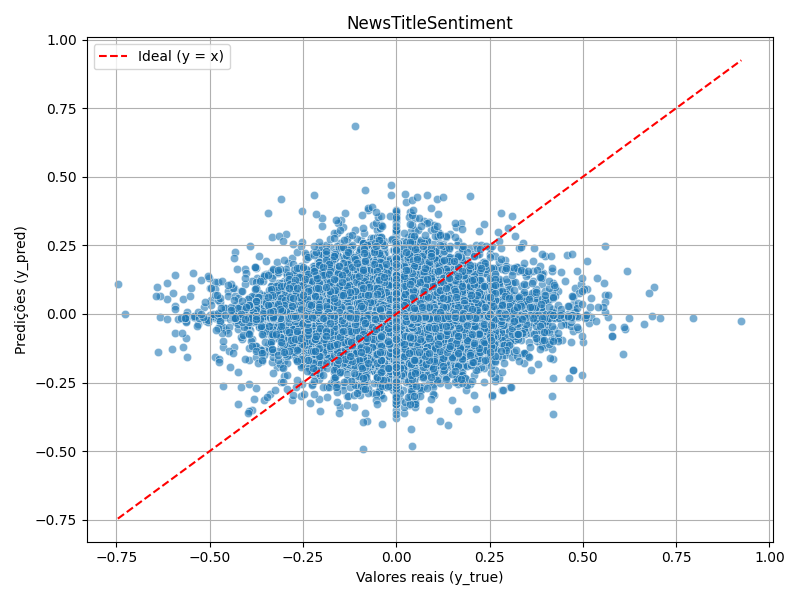 NewsTitleSentiment
Ideal (y = x)
1.00
0.75
0.50
0.25
0.00
−0.25
−0.50
−0.75
Predições (y_pred)
−0.75 −0.50 −0.25 0.00 0.25 0.50 0.75 1.00
Valores reais (y_true)